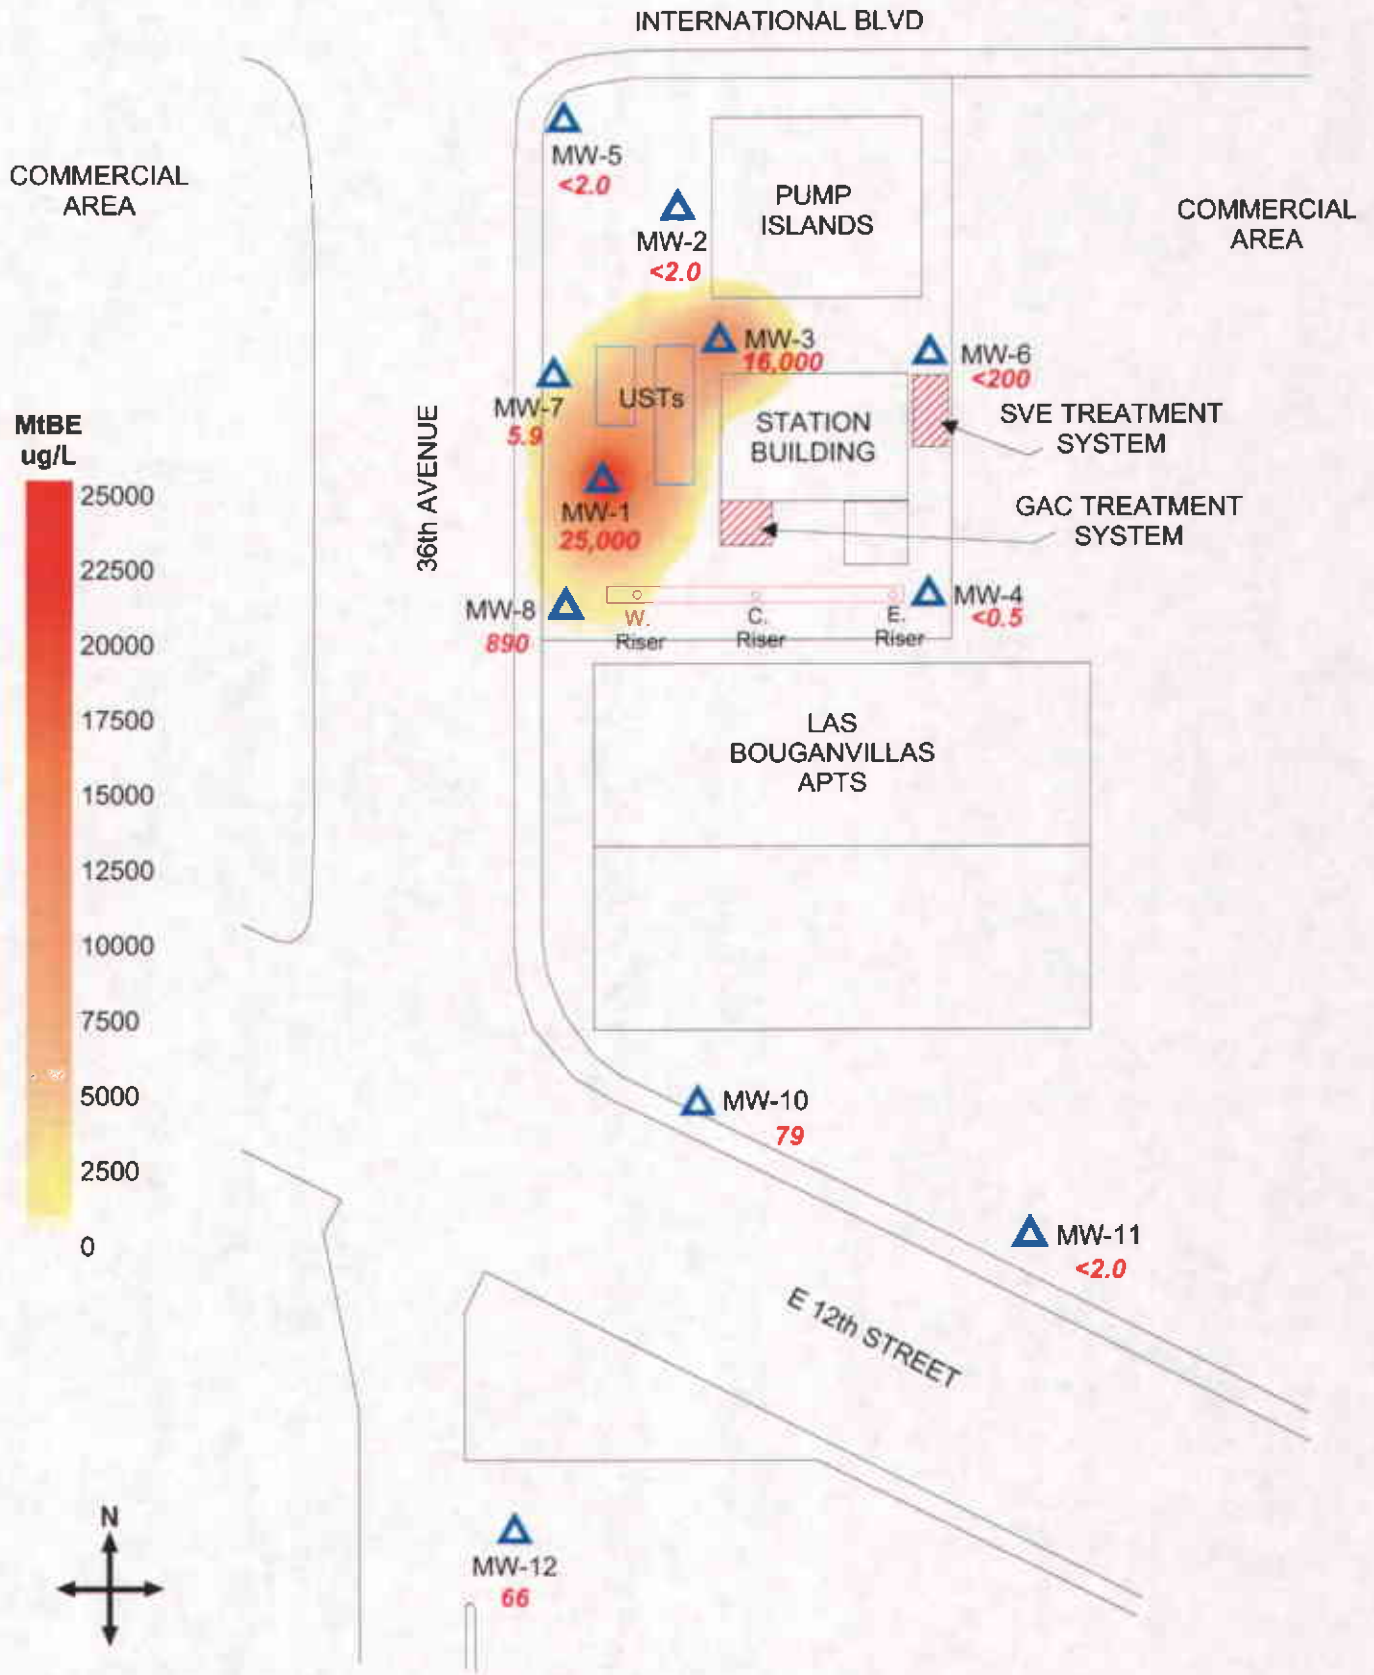 INTERNATIONAL BLVD
COMMERCIAL
AREA
MW-5
<2.0
MW-2
<2.0
PUMP
ISLANDS
COMMERCIAL
AREA
MW-3
16,000
MW-6
<200
MW-7
5.9
USTs
STATION
BUILDING
SVE TREATMENT
SYSTEM
36th AVENUE
MW-1
25,000
GAC TREATMENT
SYSTEM
MW-8
890
W.
Riser
C.
Riser
E.
Riser
MW-4
<0.5
MtBE
ug/L
25000
22500
20000
17500
15000
12500
10000
7500
5000
2500
0
LAS
BOUGANVILLAS
APTS
MW-10
79
MW-11
<2.0
E 12th STREET
N
MW-12
66